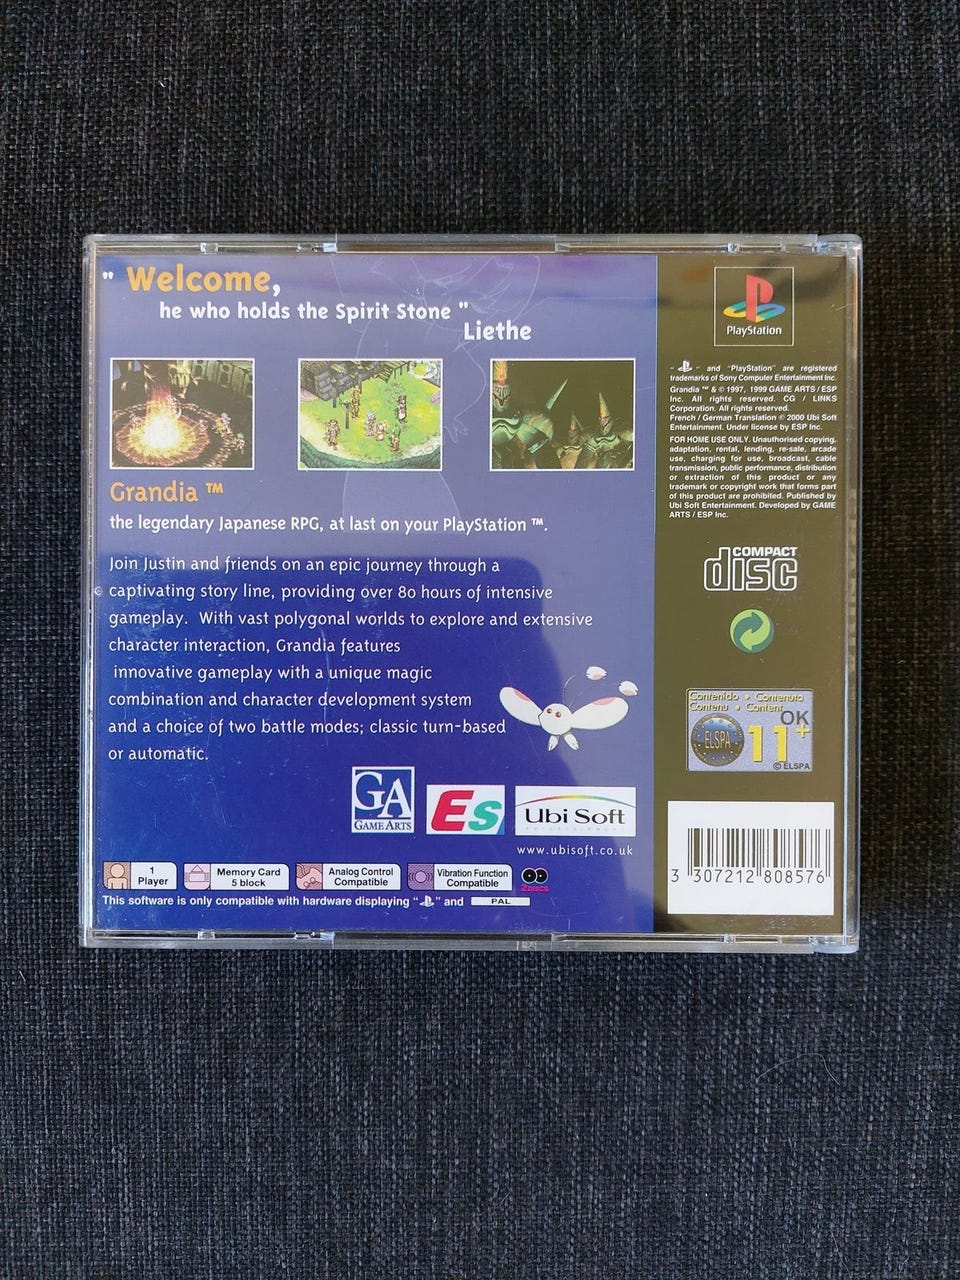 " Welcome,
he who holds the Spirit Stone "
Liethe
Grandia ™
the legendary Japanese RPG, at last on your PlayStation ™.
Join Justin and friends on an epic journey through a
captivating story line, providing over 80 hours of intensive
gameplay. With vast polygonal worlds to explore and extensive
character interaction, Grandia features
innovative gameplay with a unique magic
combination and character development system
and a choice of two battle modes; classic turn-based
or automatic.
GA
GAME ARTS
Es
Ubi Soft
ENTERTAINMENT
www.ubisoft.co.uk
1
Player
Memory Card
5 block
Analog Control
Compatible
Vibration Function
Compatible
2DISCS
This software is only compatible with hardware displaying " " and PAL
PlayStation
" " and "PlayStation" are registered
trademarks of Sony Computer Entertainment Inc.
Grandia ™ & © 1997, 1999 GAME ARTS / ESP
Inc. All rights reserved. CG / LINKS
Corporation. All rights reserved.
French / German Translation © 2000 Ubi Soft
Entertainment. Under license by ESP Inc.
FOR HOME USE ONLY. Unauthorised copying,
adaptation, rental, lending, re-sale, arcade
use, charging for use, broadcast, cable
transmission, public performance, distribution
or extraction of this product or any
trademark or copyright work that forms part
of this product are prohibited. Published by
Ubi Soft Entertainment. Developed by GAME
ARTS / ESP Inc.
COMPACT
disc
Contenido • Contenuto
Contenu • Content
OK
ELSPA
11+
© ELSPA
3 307212 808576